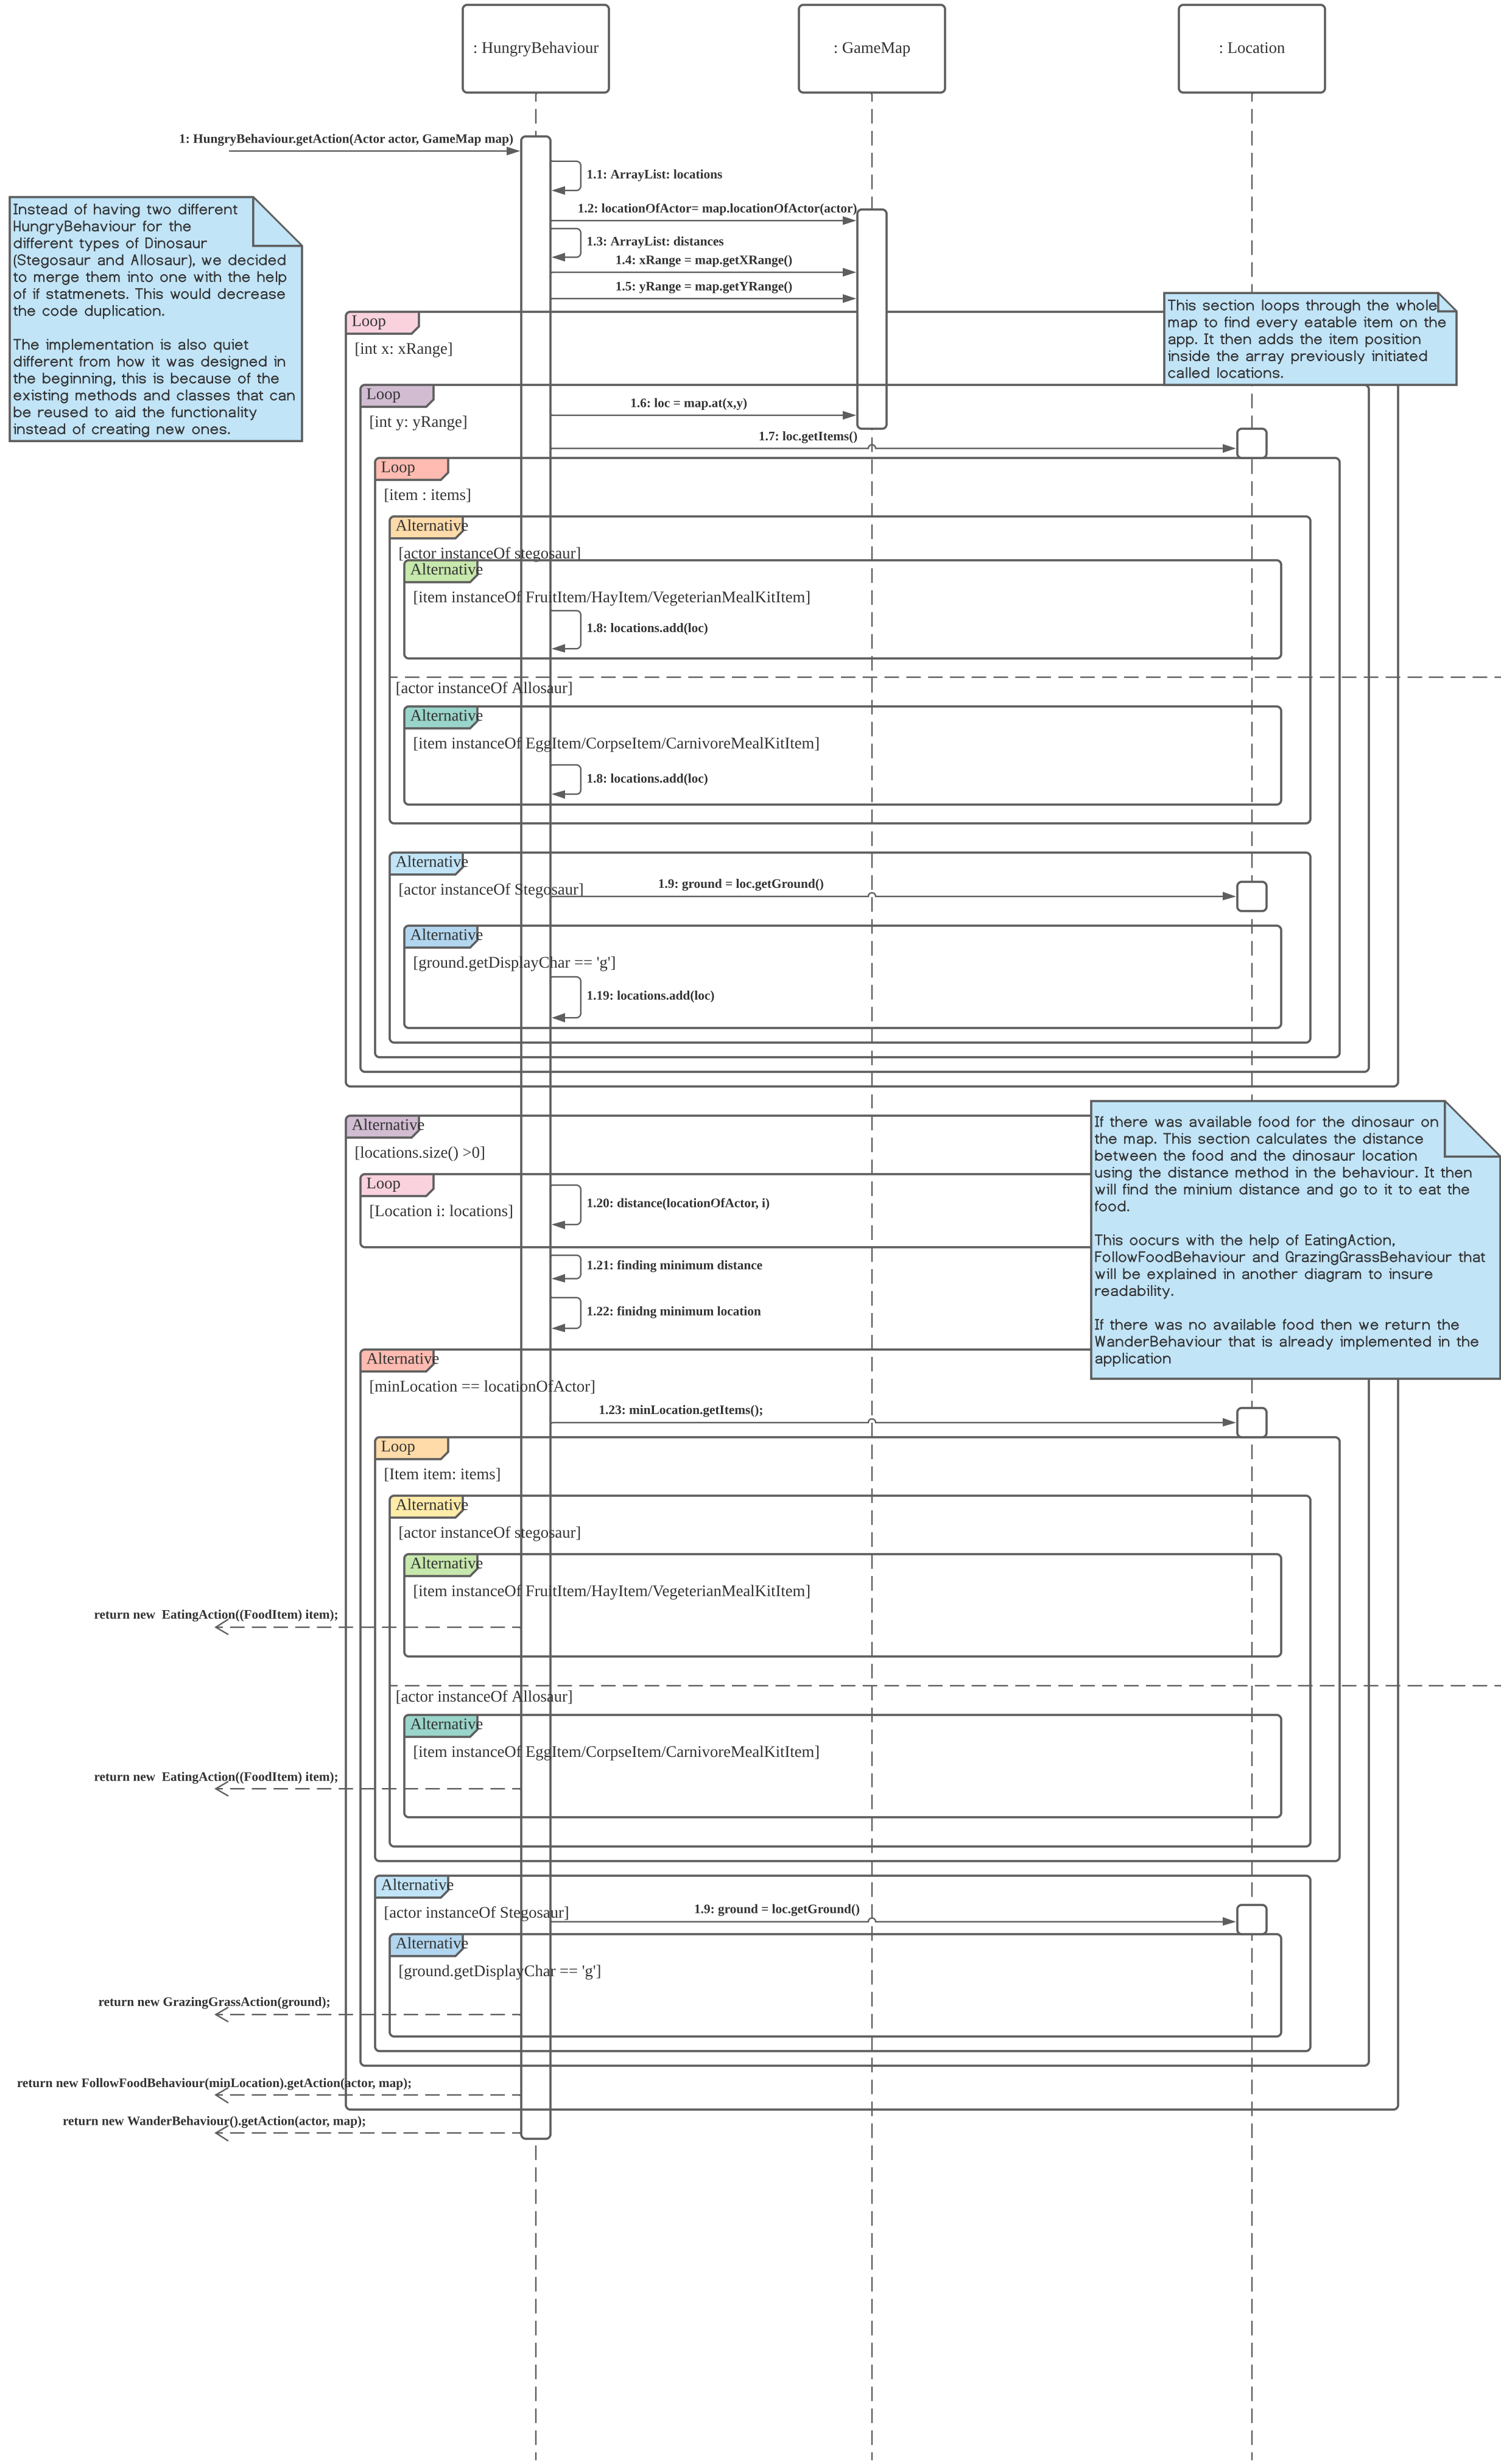 : HungryBehaviour
: GameMap
: Location
1: HungryBehaviour.getAction(Actor actor, GameMap map)
1.1: ArrayList: locations
Instead of having two different
HungryBehaviour for the
different types of Dinosaur
(Stegosaur and Allosaur), we decided
to merge them into one with the help
of if statmenets. This would decrease
the code duplication.
The implementation is also quiet
different from how it was designed in
the beginning, this is because of the
existing methods and classes that can
be reused to aid the functionality
instead of creating new ones.
1.2: locationOfActor= map.locationOfActor(actor)
1.3: ArrayList: distances
1.4: xRange = map.getXRange()
1.5: yRange = map.getYRange()
This section loops through the whole
map to find every eatable item on the
app. It then adds the item position
inside the array previously initiated
called locations.
Loop
[int x: xRange]
Loop
[int y: yRange]
1.6: loc = map.at(x,y)
1.7: loc.getItems()
Loop
[item : items]
Alternative
[actor instanceOf stegosaur]
Alternative
[item instanceOf FruitItem/HayItem/VegeterianMealKitItem]
1.8: locations.add(loc)
[actor instanceOf Allosaur]
Alternative
[item instanceOf EggItem/CorpseItem/CarnivoreMealKitItem]
1.8: locations.add(loc)
Alternative
[actor instanceOf Stegosaur]
1.9: ground = loc.getGround()
Alternative
[ground.getDisplayChar == 'g']
1.19: locations.add(loc)
Alternative
[locations.size() >0]
If there was available food for the dinosaur on
the map. This section calculates the distance
between the food and the dinosaur location
using the distance method in the behaviour. It then
will find the minium distance and go to it to eat the
food.
This oocurs with the help of EatingAction,
FollowFoodBehaviour and GrazingGrassBehaviour that
will be explained in another diagram to insure
readability.
If there was no available food then we return the
WanderBehaviour that is already implemented in the
application
Loop
[Location i: locations]
1.20: distance(locationOfActor, i)
1.21: finding minimum distance
1.22: finidng minimum location
Alternative
[minLocation == locationOfActor]
1.23: minLocation.getItems();
Loop
[Item item: items]
Alternative
[actor instanceOf stegosaur]
Alternative
[item instanceOf FruitItem/HayItem/VegeterianMealKitItem]
return new  EatingAction((FoodItem) item);
[actor instanceOf Allosaur]
Alternative
[item instanceOf EggItem/CorpseItem/CarnivoreMealKitItem]
return new  EatingAction((FoodItem) item);
Alternative
[actor instanceOf Stegosaur]
1.9: ground = loc.getGround()
Alternative
[ground.getDisplayChar == 'g']
return new GrazingGrassAction(ground);
return new FollowFoodBehaviour(minLocation).getAction(actor, map);
return new WanderBehaviour().getAction(actor, map);